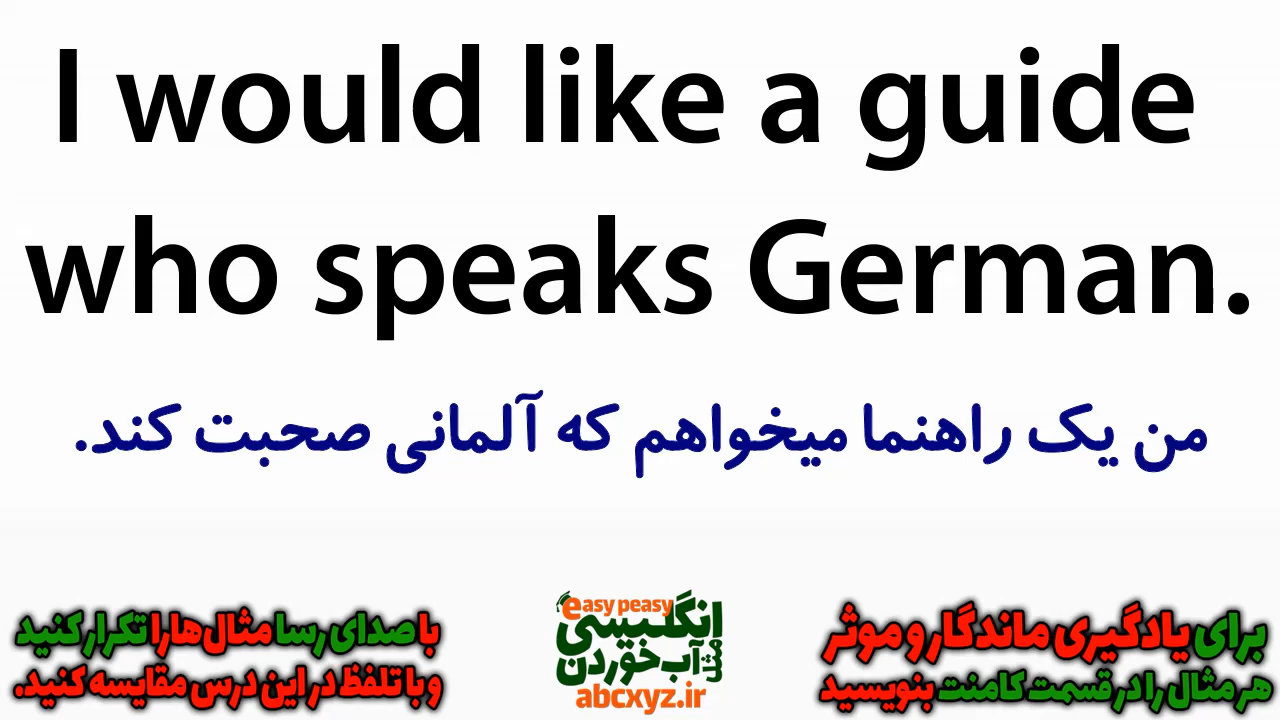 I would like a guide
who speaks German.
من یک راهنما میخواهم که آلمانی صحبت کند.
برای یادگیری ماندگار و موثر
هر مثال را در قسمت کامنت بنویسید
easy peasy
انگلیسی
مثل آب خوردن
abcxyz.ir
با صدای رسا مثال‌ها را تکرار کنید
و با تلفظ در این درس مقایسه کنید.